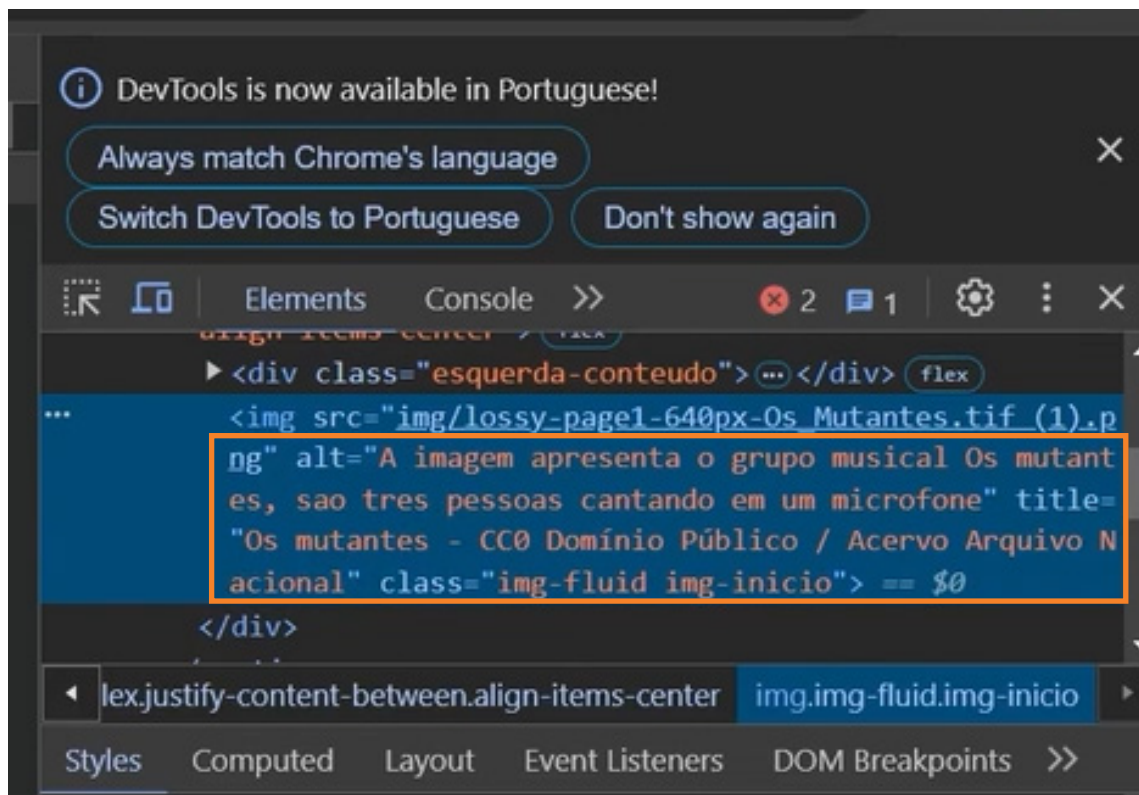 DevTools is now available in Portuguese!
Always match Chrome's language
Switch DevTools to Portuguese Don't show again
Elements Console >> 2 1
align-items-center"> flex
▶ <div class="esquerda-conteudo"> ⋯ </div> flex
⋯ <img src="img/lossy-page1-640px-Os_Mutantes.tif_(1).p
ng" alt="A imagem apresenta o grupo musical Os mutant
es, sao tres pessoas cantando em um microfone" title=
"Os mutantes - CC0 Domínio Público / Acervo Arquivo N
acional" class="img-fluid img-inicio"> == $0
</div>
lex.justify-content-between.align-items-center img.img-fluid.img-inicio
Styles Computed Layout Event Listeners DOM Breakpoints >>